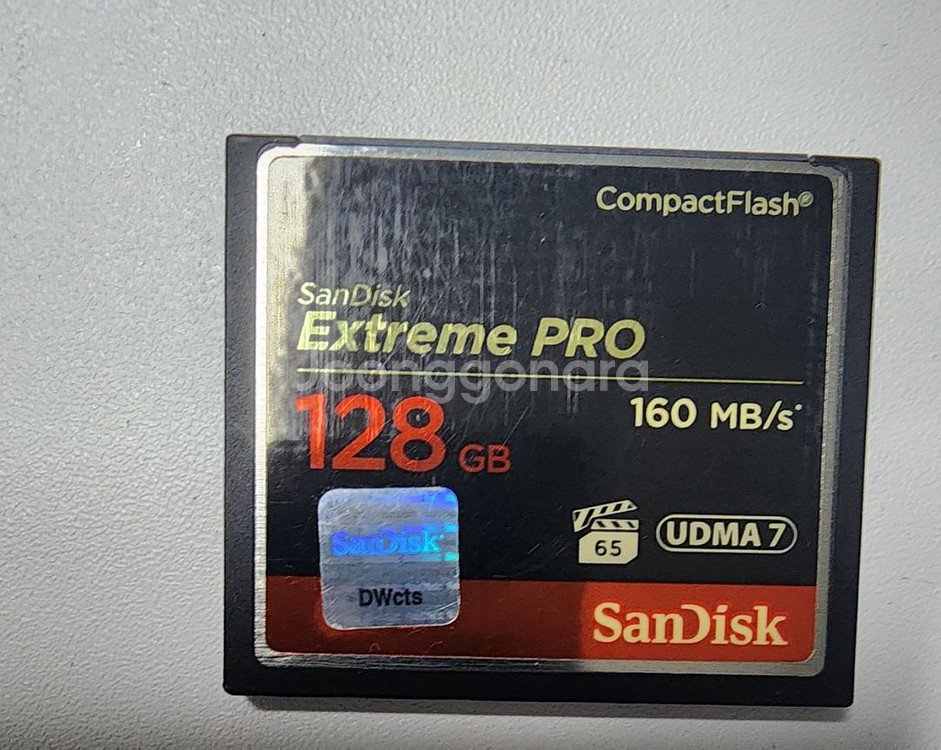 CompactFlash®
SanDisk
Extreme PRO
Joonggonara
128 GB
160 MB/s*
65
UDMA 7
SanDisk®
DWcts
SanDisk